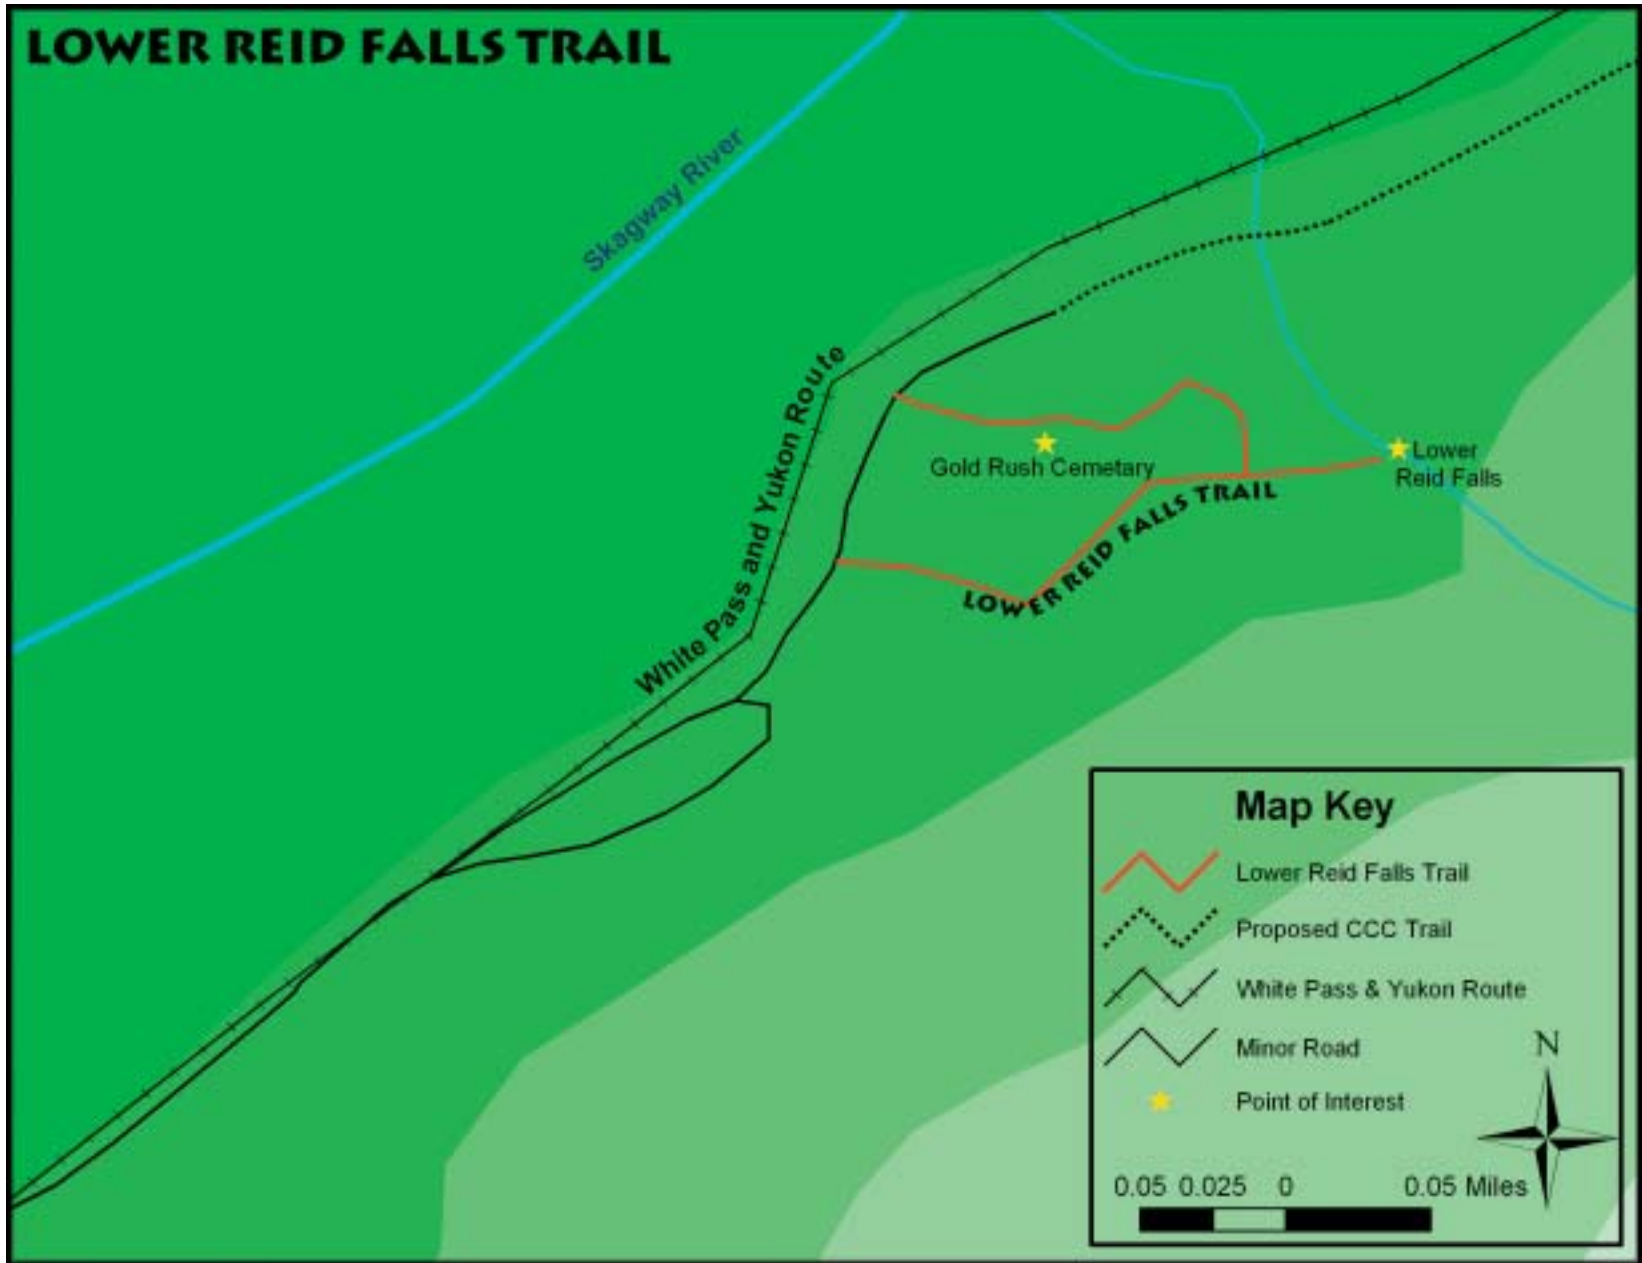 LOWER REID FALLS TRAIL
Skagway River
White Pass and Yukon Route
Gold Rush Cemetary
Lower
Reid Falls
LOWER REID FALLS TRAIL
Map Key
Lower Reid Falls Trail
Proposed CCC Trail
White Pass & Yukon Route
Minor Road
Point of Interest
N
0.05 0.025 0 0.05 Miles